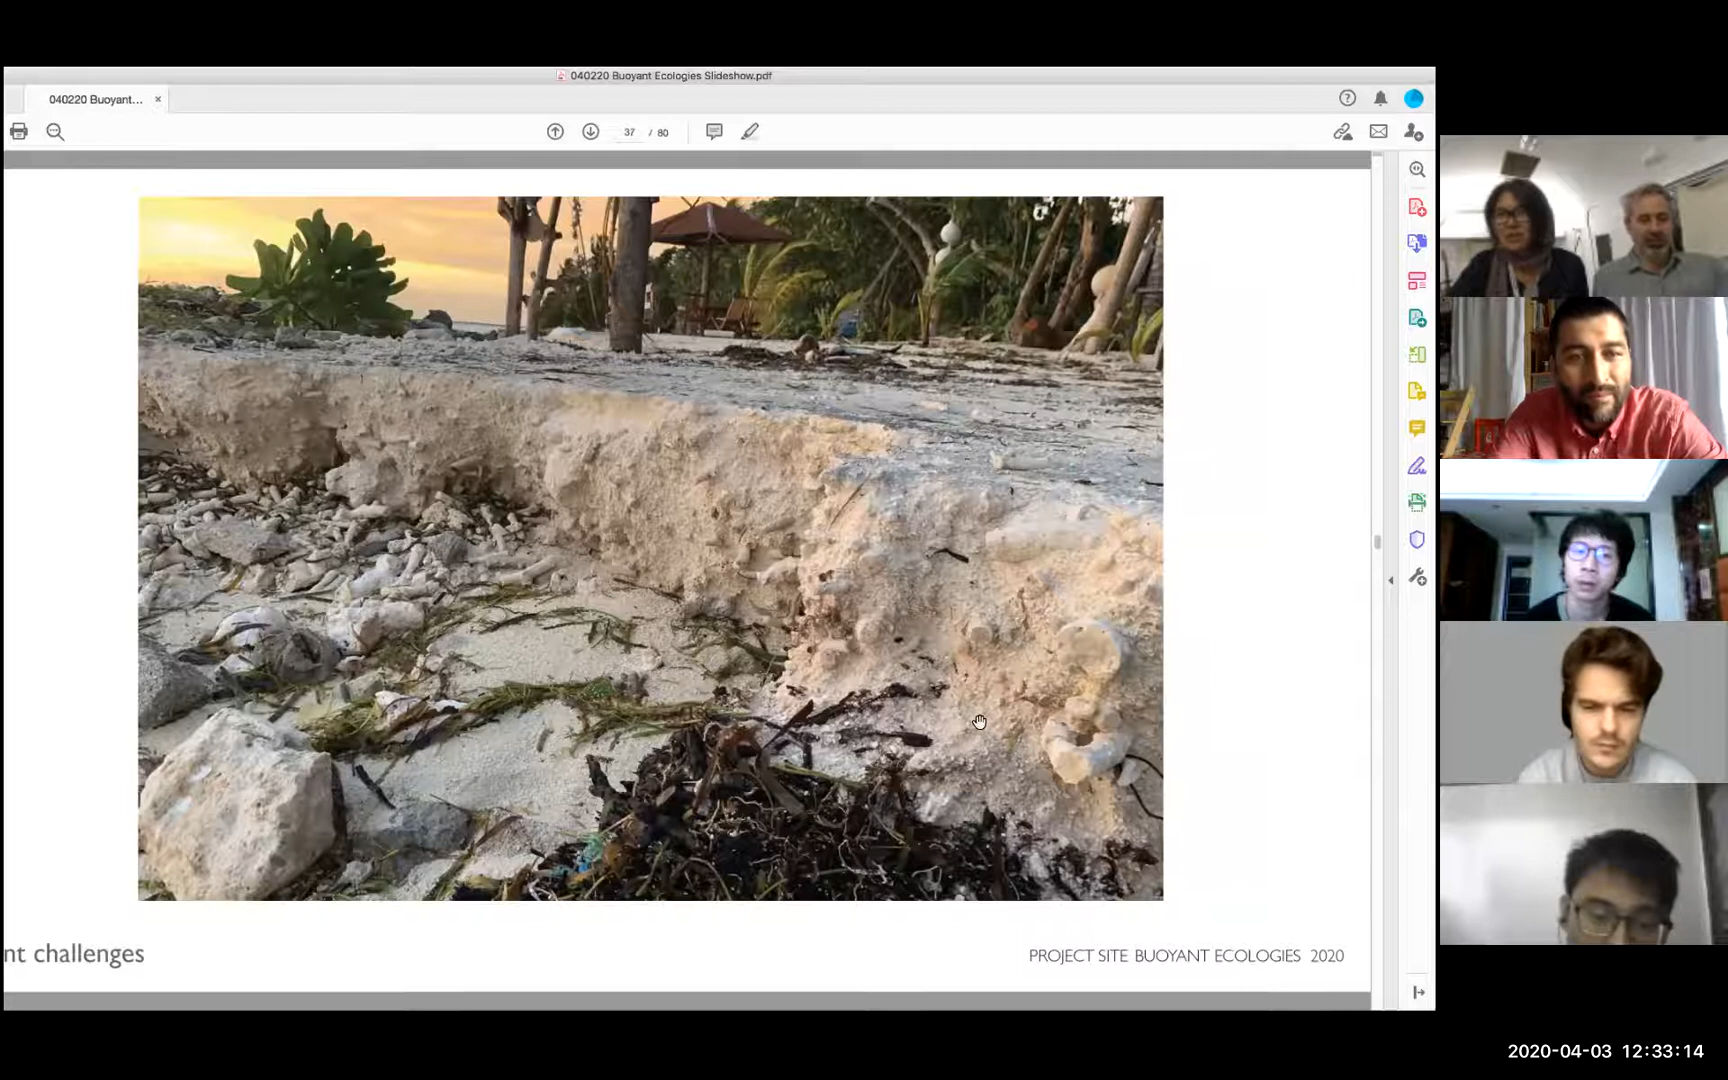 040220 Buoyant Ecologies Slideshow.pdf
040220 Buoyant... ×
37 / 80
nt challenges
PROJECT SITE BUOYANT ECOLOGIES 2020
2020-04-03 12:33:14